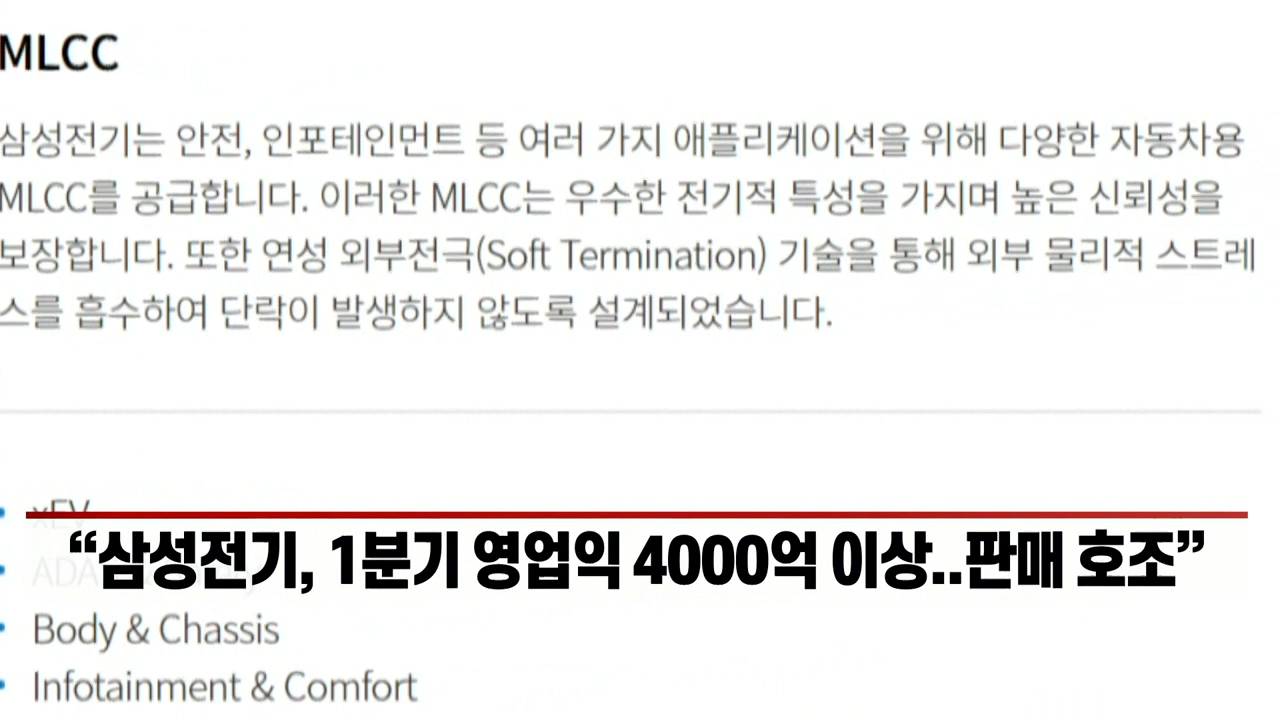 MLCC
삼성전기는 안전, 인포테인먼트 등 여러 가지 애플리케이션을 위해 다양한 자동차용
MLCC를 공급합니다. 이러한 MLCC는 우수한 전기적 특성을 가지며 높은 신뢰성을
보장합니다. 또한 연성 외부전극(Soft Termination) 기술을 통해 외부 물리적 스트레
스를 흡수하여 단락이 발생하지 않도록 설계되었습니다.
xEV
“삼성전기, 1분기 영업익 4000억 이상..판매 호조”
Body & Chassis
Infotainment & Comfort